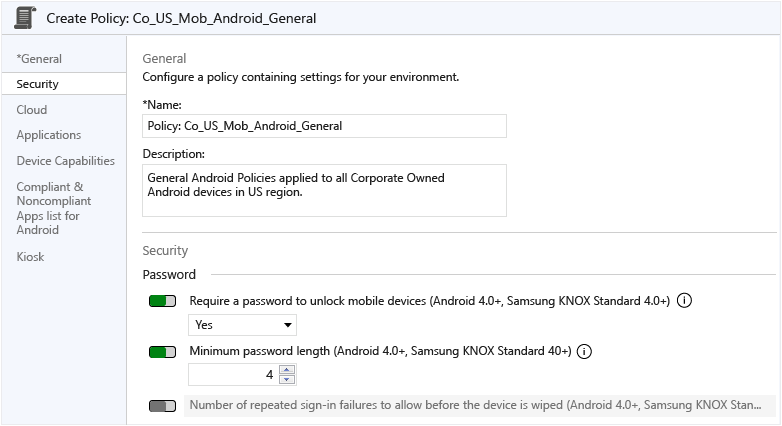 Create Policy: Co_US_Mob_Android_General
*General
Security
Cloud
Applications
Device Capabilities
Compliant &
Noncompliant
Apps list for
Android
Kiosk
General
Configure a policy containing settings for your environment.
*Name:
Policy: Co_US_Mob_Android_General
Description:
General Android Policies applied to all Corporate Owned
Android devices in US region.
Security
Password
Require a password to unlock mobile devices (Android 4.0+, Samsung KNOX Standard 4.0+)
Yes
Minimum password length (Android 4.0+, Samsung KNOX Standard 40+)
4
Number of repeated sign-in failures to allow before the device is wiped (Android 4.0+, Samsung KNOX Stan...